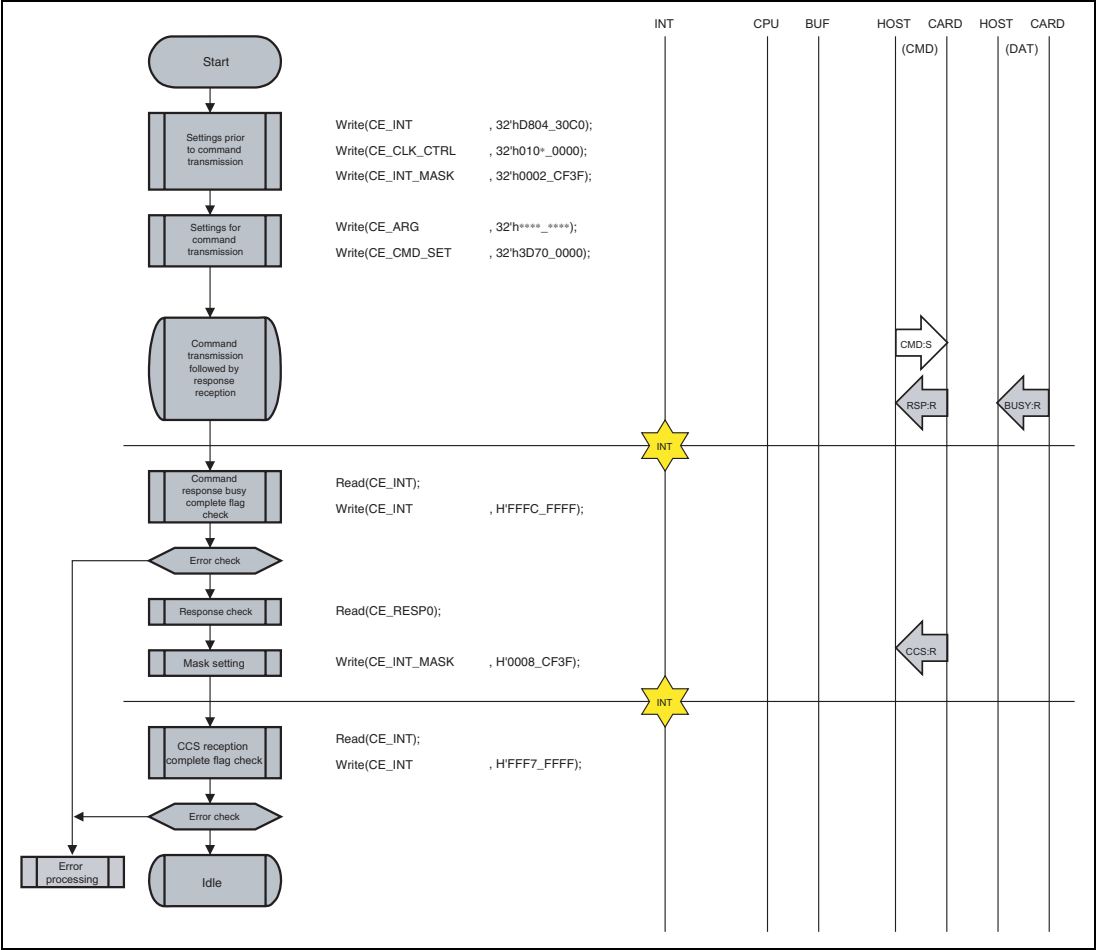 INT CPU BUF HOST CARD HOST CARD
(CMD) (DAT)
Start
Settings prior
to command
transmission
Write(CE_INT , 32'hD804_30C0);
Write(CE_CLK_CTRL , 32'h010*_0000);
Write(CE_INT_MASK , 32'h0002_CF3F);
Settings for
command
transmission
Write(CE_ARG , 32'h****_****);
Write(CE_CMD_SET , 32'h3D70_0000);
Command
transmission
followed by
response
reception
CMD:S
RSP:R
BUSY:R
INT
Command
response busy
complete flag
check
Read(CE_INT);
Write(CE_INT , H'FFFC_FFFF);
Error check
Response check
Read(CE_RESP0);
CCS:R
Mask setting
Write(CE_INT_MASK , H'0008_CF3F);
INT
CCS reception
complete flag check
Read(CE_INT);
Write(CE_INT , H'FFF7_FFFF);
Error check
Error
processing
Idle